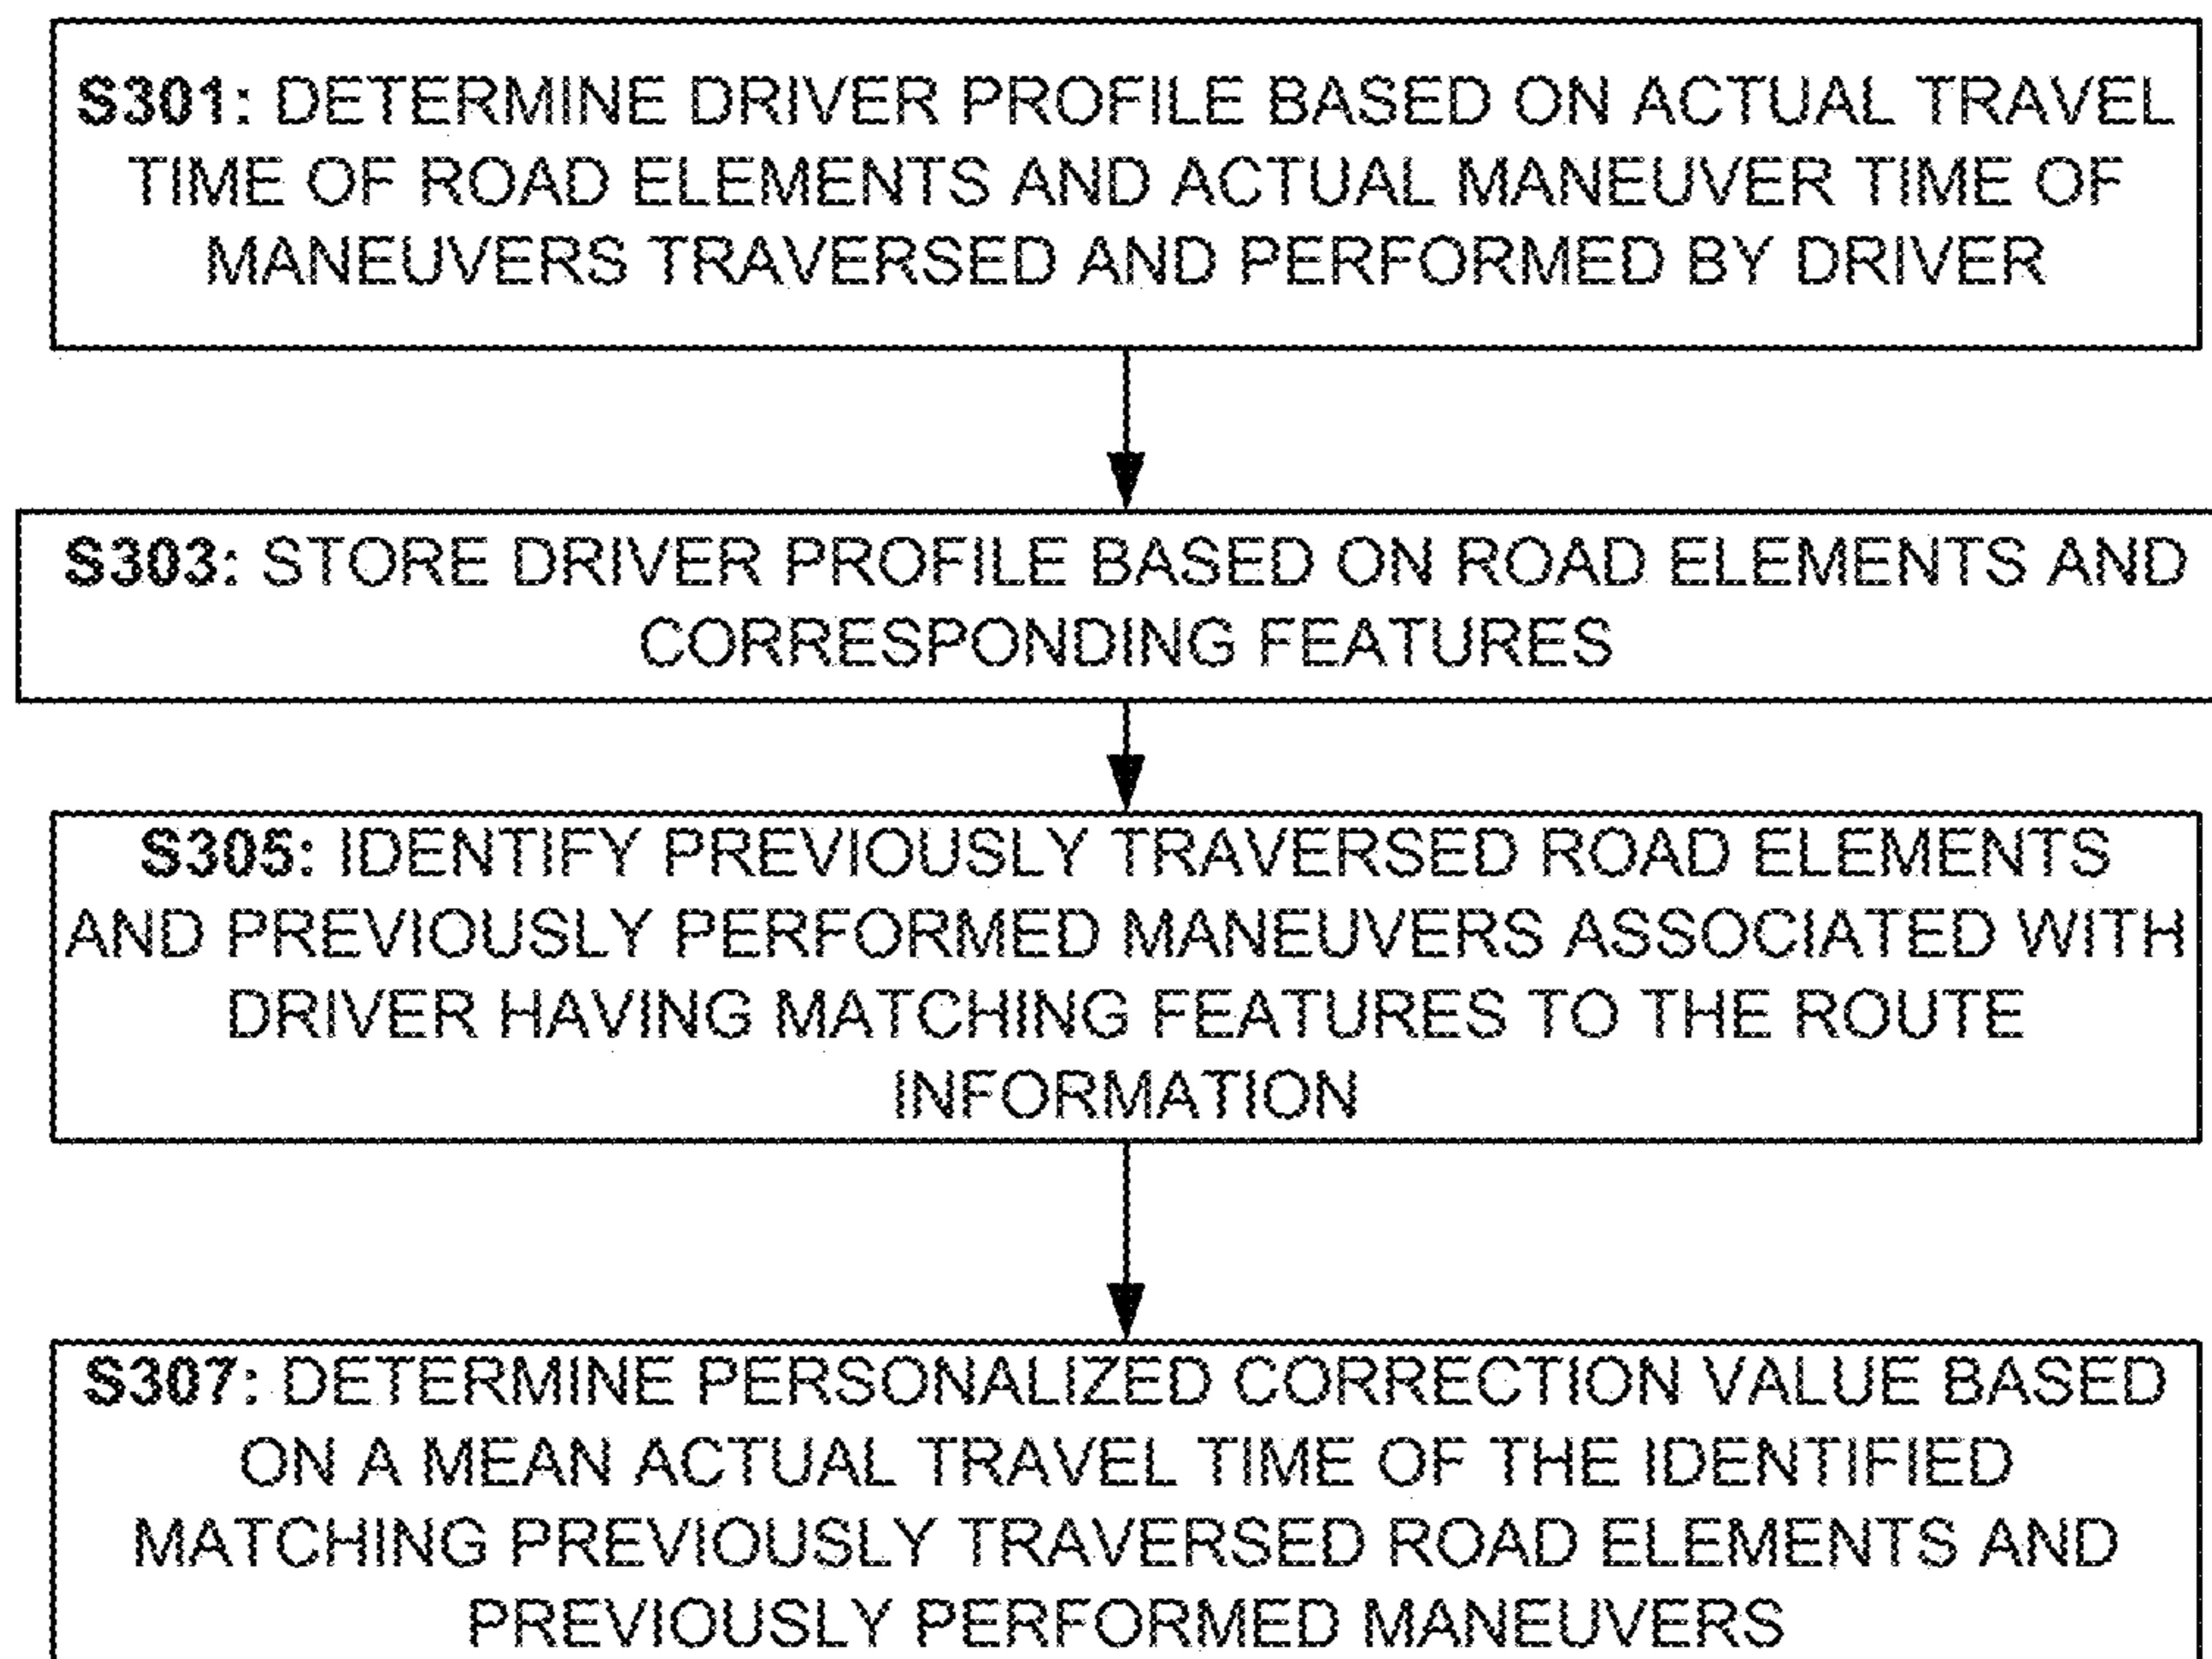 S301: DETERMINE DRIVER PROFILE BASED ON ACTUAL TRAVEL
TIME OF ROAD ELEMENTS AND ACTUAL MANEUVER TIME OF
MANEUVERS TRAVERSED AND PERFORMED BY DRIVER
S303: STORE DRIVER PROFILE BASED ON ROAD ELEMENTS AND
CORRESPONDING FEATURES
S305: IDENTIFY PREVIOUSLY TRAVERSED ROAD ELEMENTS
AND PREVIOUSLY PERFORMED MANEUVERS ASSOCIATED WITH
DRIVER HAVING MATCHING FEATURES TO THE ROUTE
INFORMATION
S307: DETERMINE PERSONALIZED CORRECTION VALUE BASED
ON A MEAN ACTUAL TRAVEL TIME OF THE IDENTIFIED
MATCHING PREVIOUSLY TRAVERSED ROAD ELEMENTS AND
PREVIOUSLY PERFORMED MANEUVERS